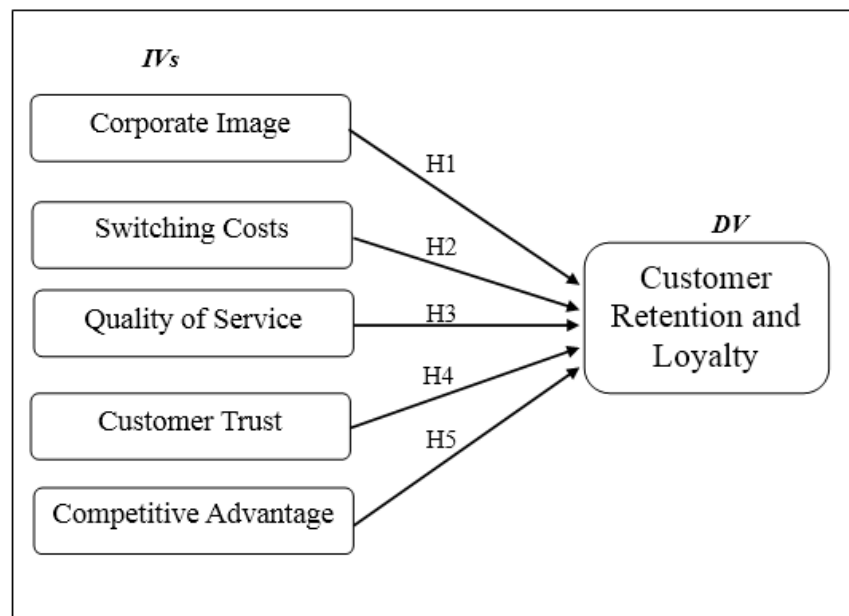 IVs
Corporate Image
H1
Switching Costs
H2
DV
Quality of Service
H3
Customer
Retention and
Loyalty
Customer Trust
H4
H5
Competitive Advantage